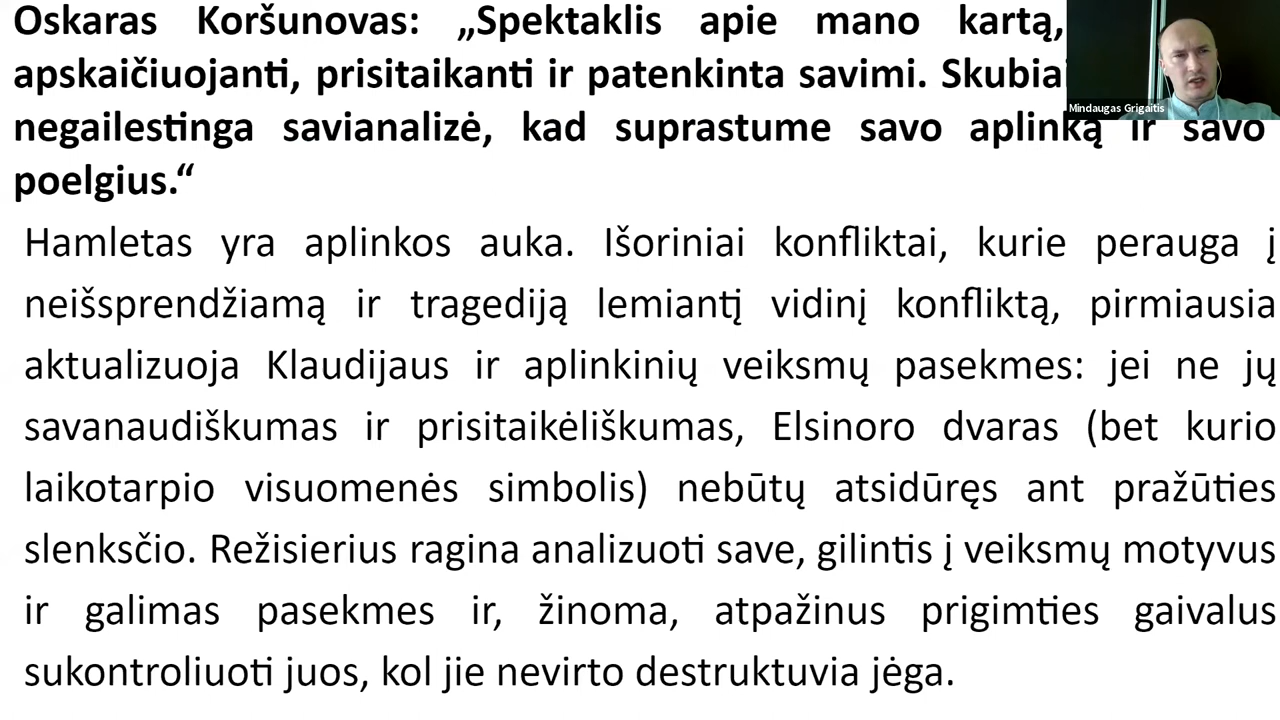 Oskaras Koršunovas: „Spektaklis apie mano kartą,
apskaičiuojanti, prisitaikanti ir patenkinta savimi.
Mindaugas Grigaitis
negailestinga savianalizė, kad suprastume savo aplinką ir savo
poelgius.“
Hamletas yra aplinkos auka. Išoriniai konfliktai, kurie perauga į
neišsprendžiamą ir tragediją lemiantį vidinį konfliktą, pirmiausia
aktualizuoja Klaudijaus ir aplinkinių veiksmų pasekmes: jei ne jų
savanaudiškumas ir prisitaikėliškumas, Elsinoro dvaras (bet kurio
laikotarpio visuomenės simbolis) nebūtų atsidūręs ant pražūties
slenksčio. Režisierius ragina analizuoti save, gilintis į veiksmų motyvus
ir galimas pasekmes ir, žinoma, atpažinus prigimties gaivalus
sukontroliuoti juos, kol jie nevirto destruktuvia jėga.